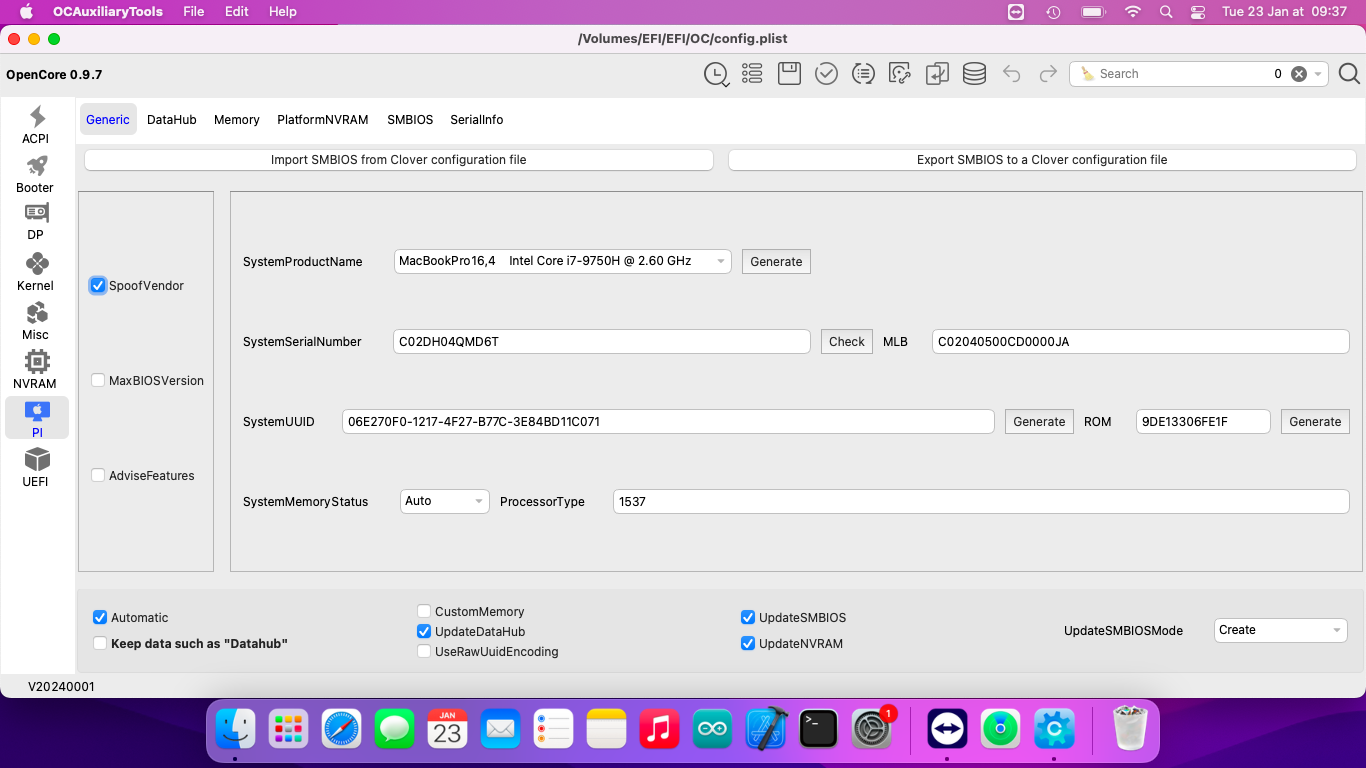 OCAuxiliaryTools File Edit Help Tue 23 Jan at 09:37
/Volumes/EFI/EFI/OC/config.plist
OpenCore 0.9.7
Search 0
ACPI
Booter
DP
Kernel
Misc
NVRAM
PI
UEFI
Generic DataHub Memory PlatformNVRAM SMBIOS SerialInfo
Import SMBIOS from Clover configuration file Export SMBIOS to a Clover configuration file
SpoofVendor
MaxBIOSVersion
AdviseFeatures
SystemProductName MacBookPro16,4 Intel Core i7-9750H @ 2.60 GHz Generate
SystemSerialNumber C02DH04QMD6T Check MLB C02040500CD0000JA
SystemUUID 06E270F0-1217-4F27-B77C-3E84BD11C071 Generate ROM 9DE13306FE1F Generate
SystemMemoryStatus Auto ProcessorType 1537
Automatic
Keep data such as "Datahub"
CustomMemory
UpdateDataHub
UseRawUuidEncoding
UpdateSMBIOS
UpdateNVRAM
UpdateSMBIOSMode Create
V20240001
JAN
23
>_
1